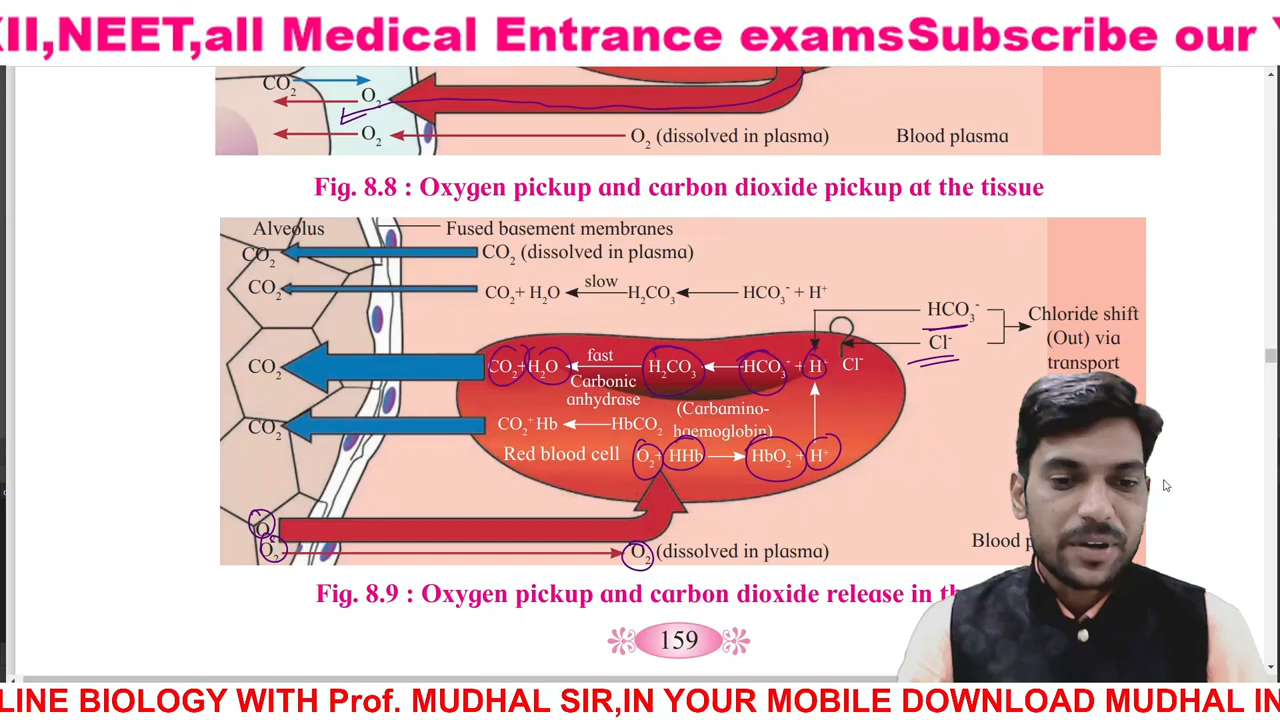 XII,NEET,all Medical Entrance examsSubscribe our Y
CO2
O2
O2
O2 (dissolved in plasma)
Blood plasma
Fig. 8.8 : Oxygen pickup and carbon dioxide pickup at the tissue
Alveolus
Fused basement membranes
CO2
CO2 (dissolved in plasma)
CO2
CO2+ H2O
slow
H2CO3
HCO3- + H+
HCO3-
Cl-
Chloride shift
(Out) via
transport
CO2
CO2+H2O
fast
Carbonic
anhydrase
H2CO3
HCO3- + H+
Cl-
CO2
CO2+Hb
HbCO2
(Carbamino-
haemoglobin)
Red blood cell
O2+ HHb
HbO2 + H+
O2
O2
O2 (dissolved in plasma)
Blood p
Fig. 8.9 : Oxygen pickup and carbon dioxide release in th
159
LINE BIOLOGY WITH Prof. MUDHAL SIR,IN YOUR MOBILE DOWNLOAD MUDHAL IN